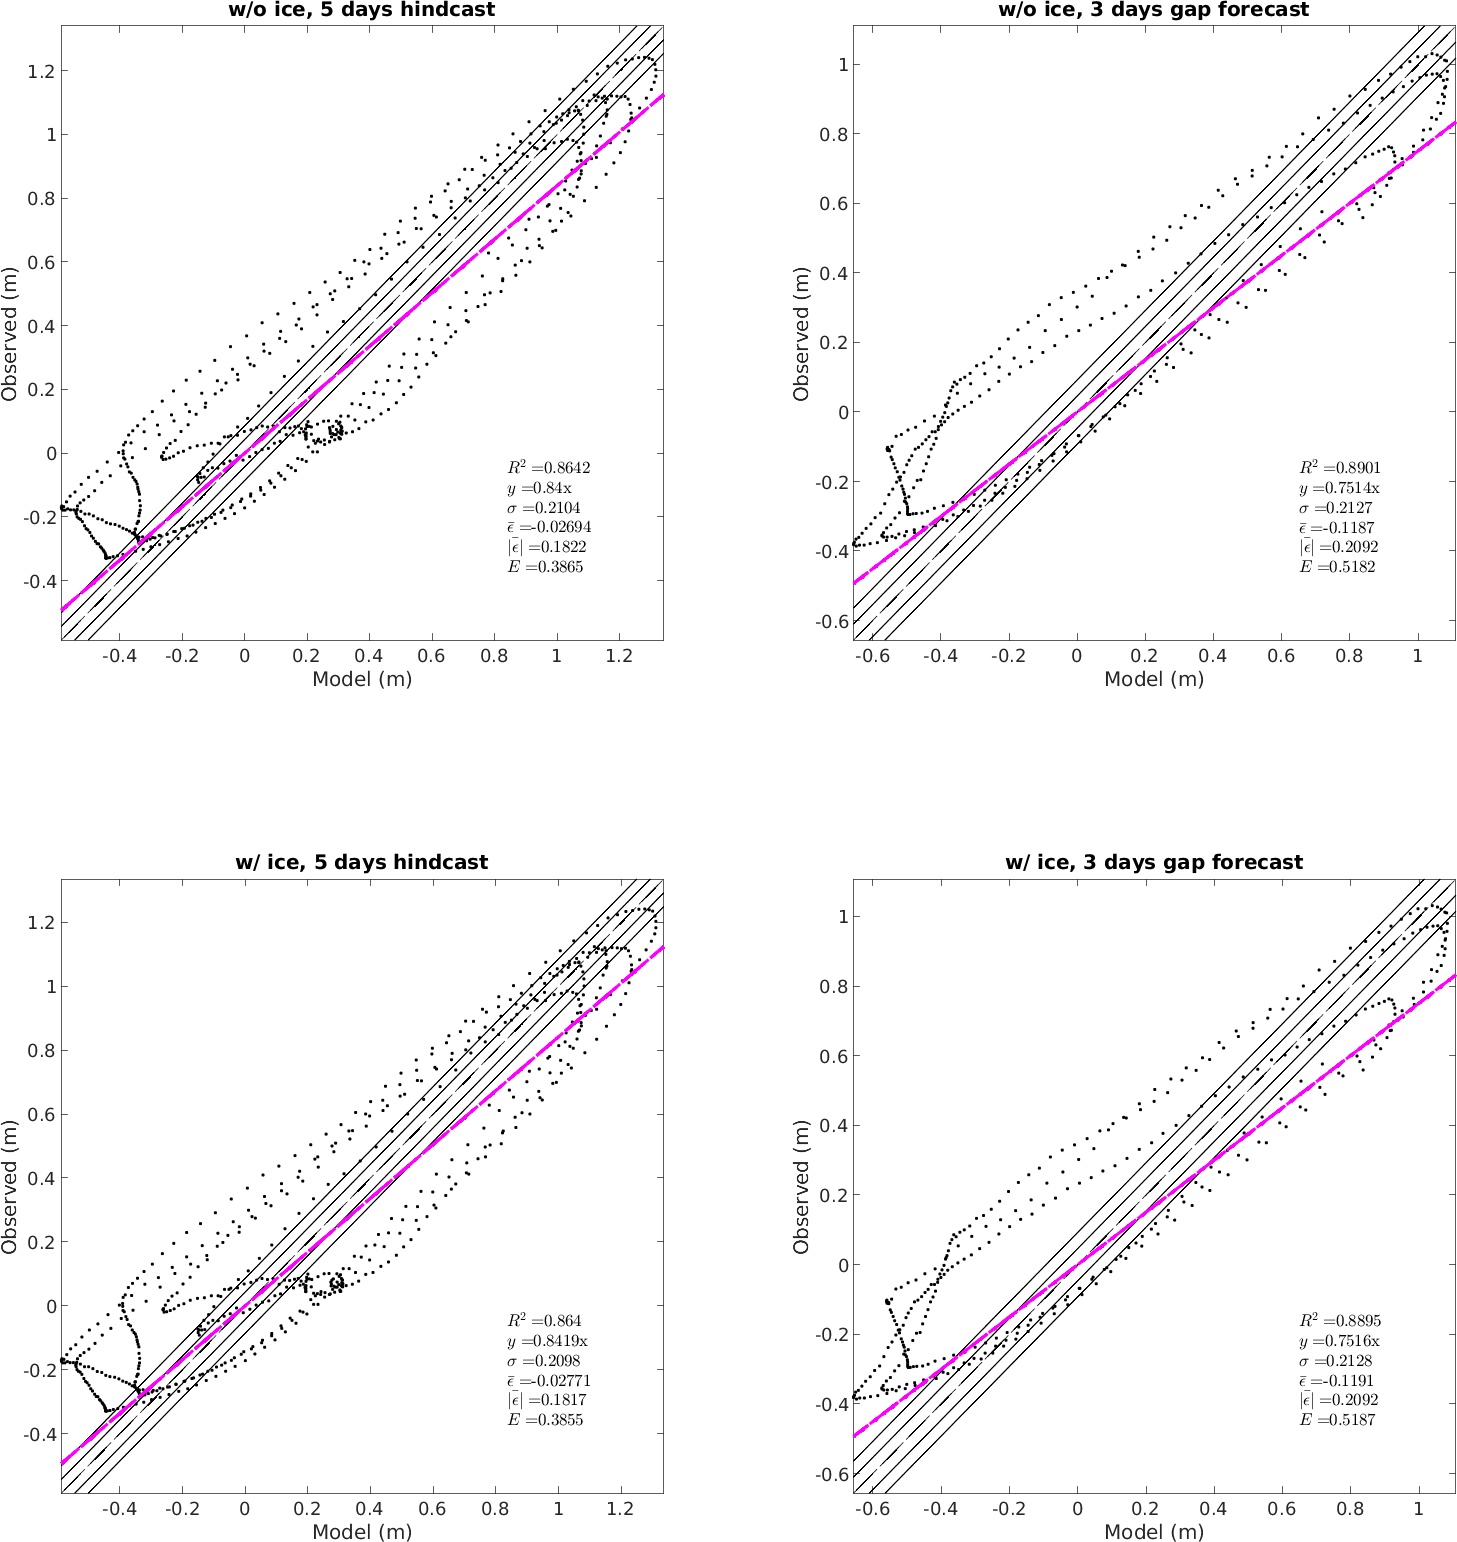 w/o ice, 5 days hindcast
1.2
1
0.8
0.6
0.4
0.2
0
-0.2
-0.4
Observed (m)
R² =0.8642
y =0.84x
σ =0.2104
ε̄ =-0.02694
|ε̄| =0.1822
E =0.3865
-0.4 -0.2 0 0.2 0.4 0.6 0.8 1 1.2
Model (m)
w/o ice, 3 days gap forecast
1
0.8
0.6
0.4
0.2
0
-0.2
-0.4
-0.6
Observed (m)
R² =0.8901
y =0.7514x
σ =0.2127
ε̄ =-0.1187
|ε̄| =0.2092
E =0.5182
-0.6 -0.4 -0.2 0 0.2 0.4 0.6 0.8 1
Model (m)
w/ ice, 5 days hindcast
1.2
1
0.8
0.6
0.4
0.2
0
-0.2
-0.4
Observed (m)
R² =0.864
y =0.8419x
σ =0.2098
ε̄ =-0.02771
|ε̄| =0.1817
E =0.3855
-0.4 -0.2 0 0.2 0.4 0.6 0.8 1 1.2
Model (m)
w/ ice, 3 days gap forecast
1
0.8
0.6
0.4
0.2
0
-0.2
-0.4
-0.6
Observed (m)
R² =0.8895
y =0.7516x
σ =0.2128
ε̄ =-0.1191
|ε̄| =0.2092
E =0.5187
-0.6 -0.4 -0.2 0 0.2 0.4 0.6 0.8 1
Model (m)